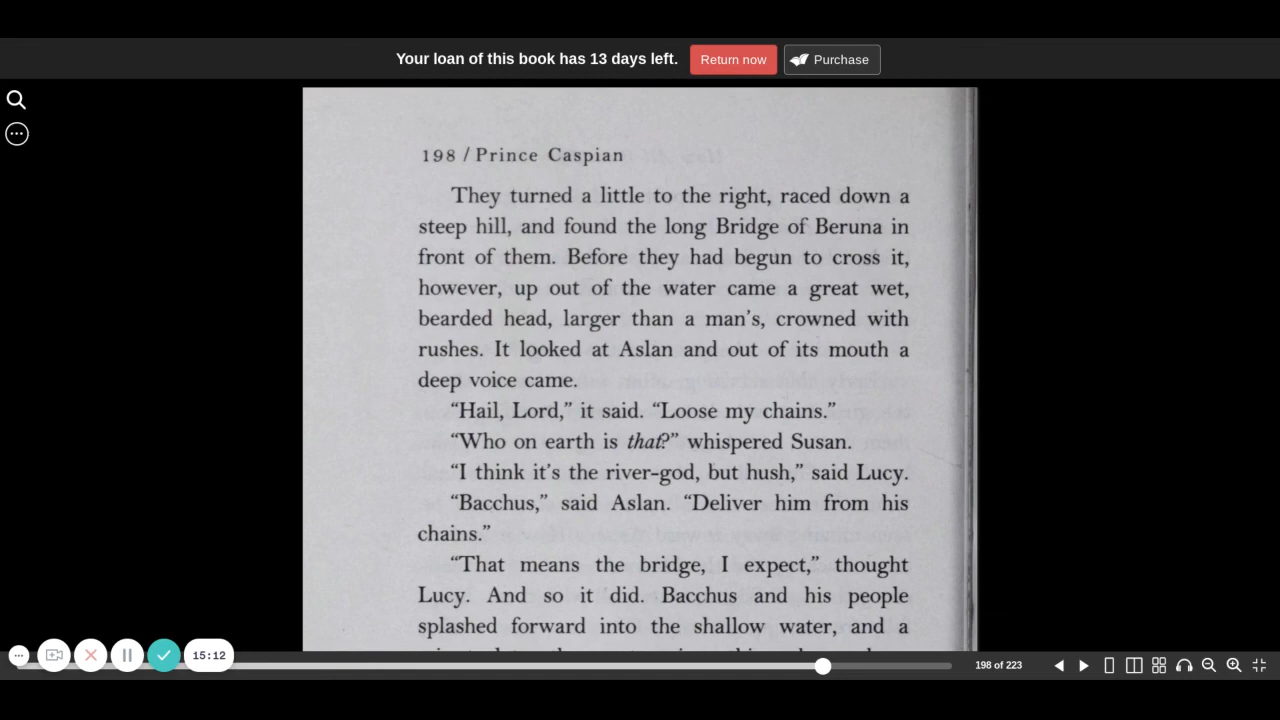 Your loan of this book has 13 days left.
Return now
Purchase
198 / Prince Caspian
They turned a little to the right, raced down a
steep hill, and found the long Bridge of Beruna in
front of them. Before they had begun to cross it,
however, up out of the water came a great wet,
bearded head, larger than a man's, crowned with
rushes. It looked at Aslan and out of its mouth a
deep voice came.
“Hail, Lord,” it said. “Loose my chains.”
“Who on earth is that?” whispered Susan.
“I think it's the river-god, but hush,” said Lucy.
“Bacchus,” said Aslan. “Deliver him from his
chains.”
“That means the bridge, I expect,” thought
Lucy. And so it did. Bacchus and his people
splashed forward into the shallow water, and a
15:12
198 of 223